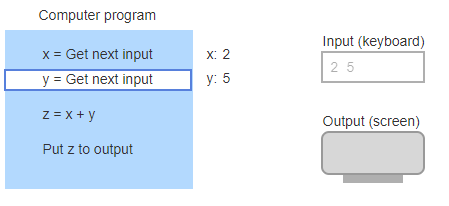 Computer program
x = Get next input
y = Get next input
z = x + y
Put z to output
x: 2
y: 5
Input (keyboard)
2 5
Output (screen)